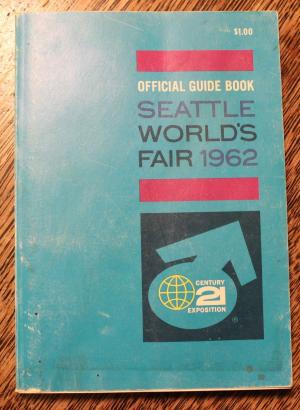 $1.00
OFFICIAL GUIDE BOOK
SEATTLE
WORLD'S
FAIR 1962
CENTURY
21
EXPOSITION
®